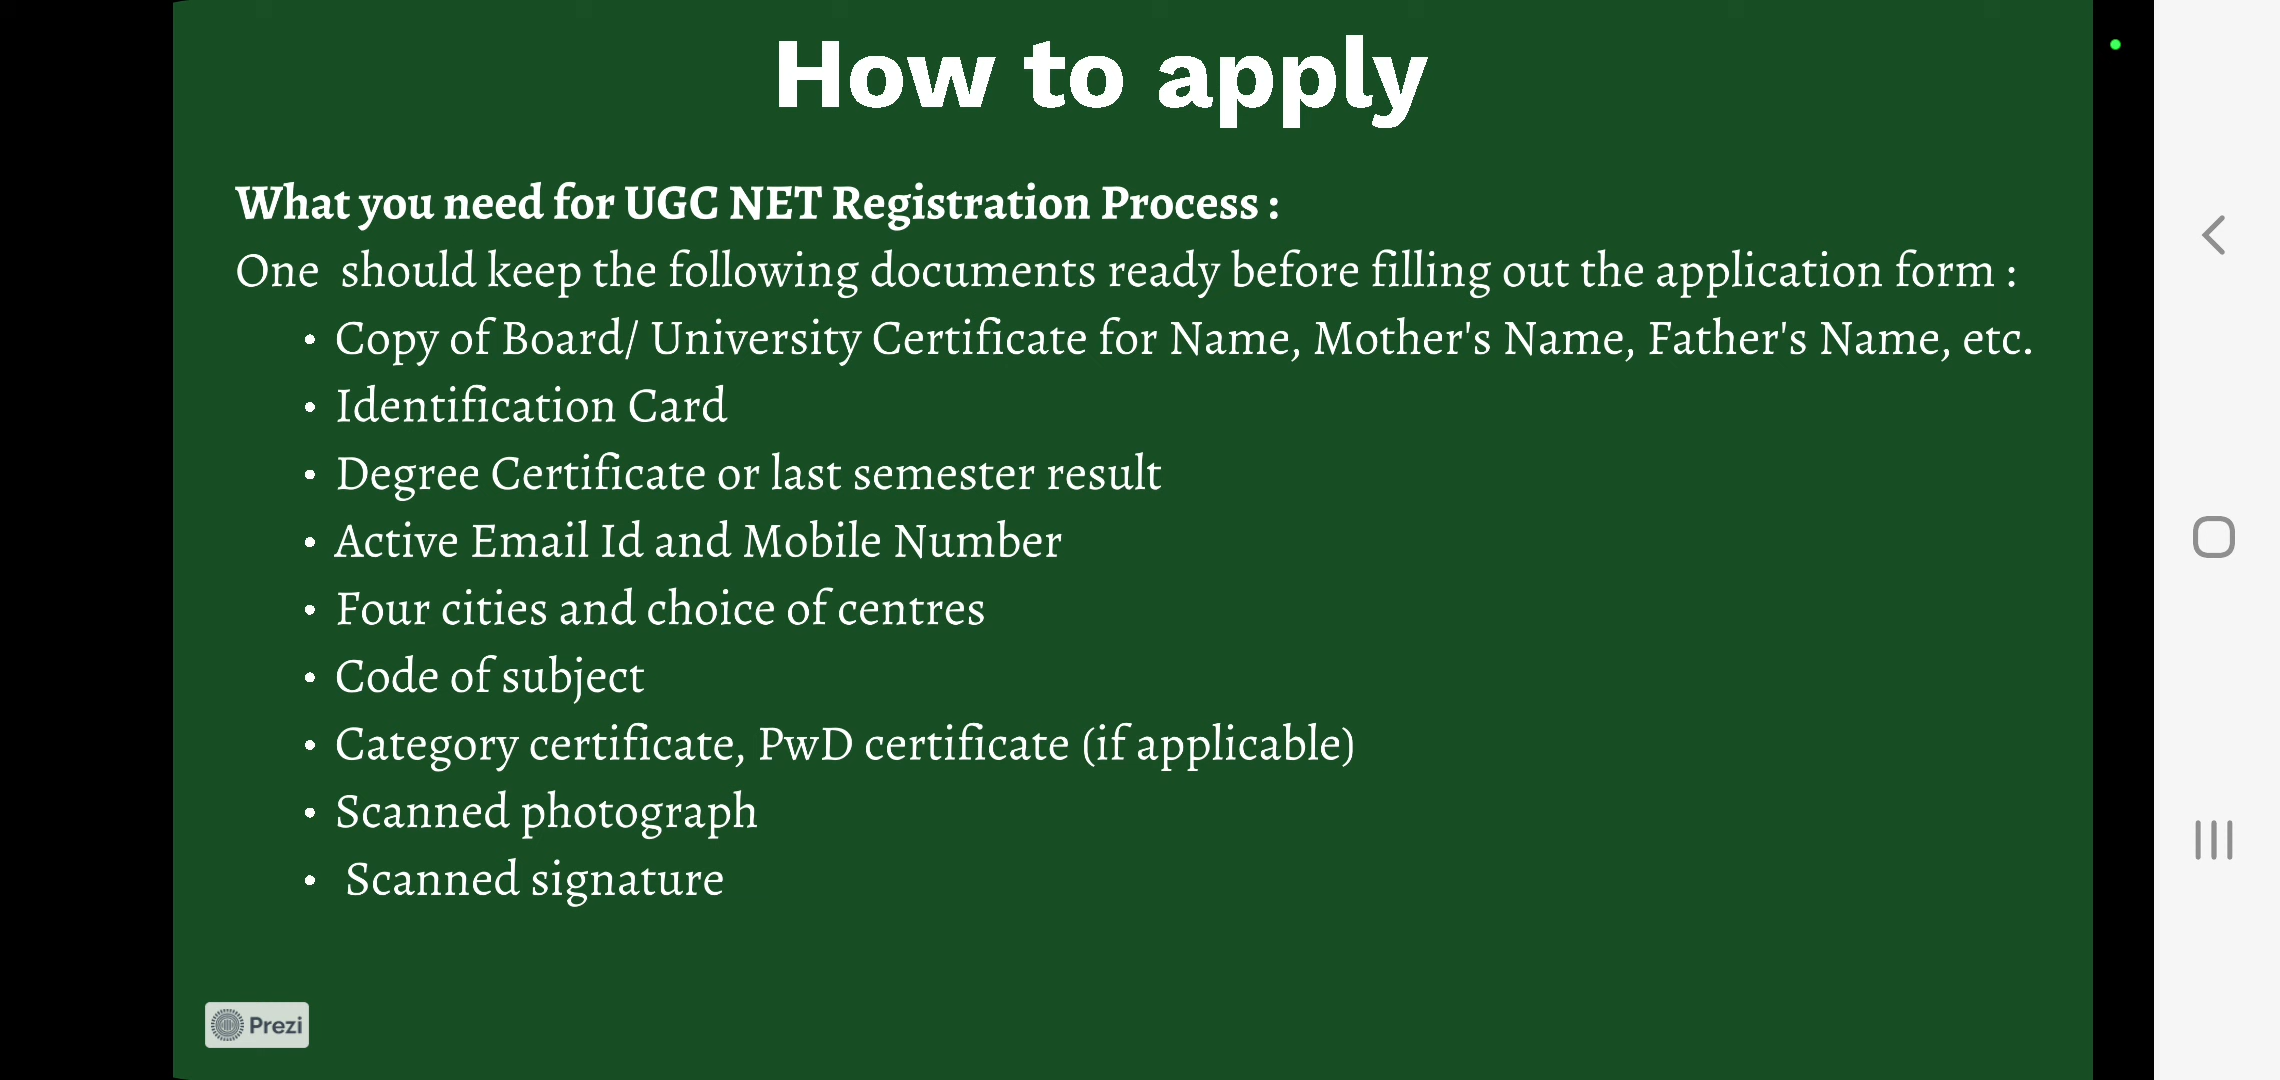 How to apply
What you need for UGC NET Registration Process :
One should keep the following documents ready before filling out the application form :
• Copy of Board/ University Certificate for Name, Mother's Name, Father's Name, etc.
• Identification Card
• Degree Certificate or last semester result
• Active Email Id and Mobile Number
• Four cities and choice of centres
• Code of subject
• Category certificate, PwD certificate (if applicable)
• Scanned photograph
• Scanned signature
Prezi